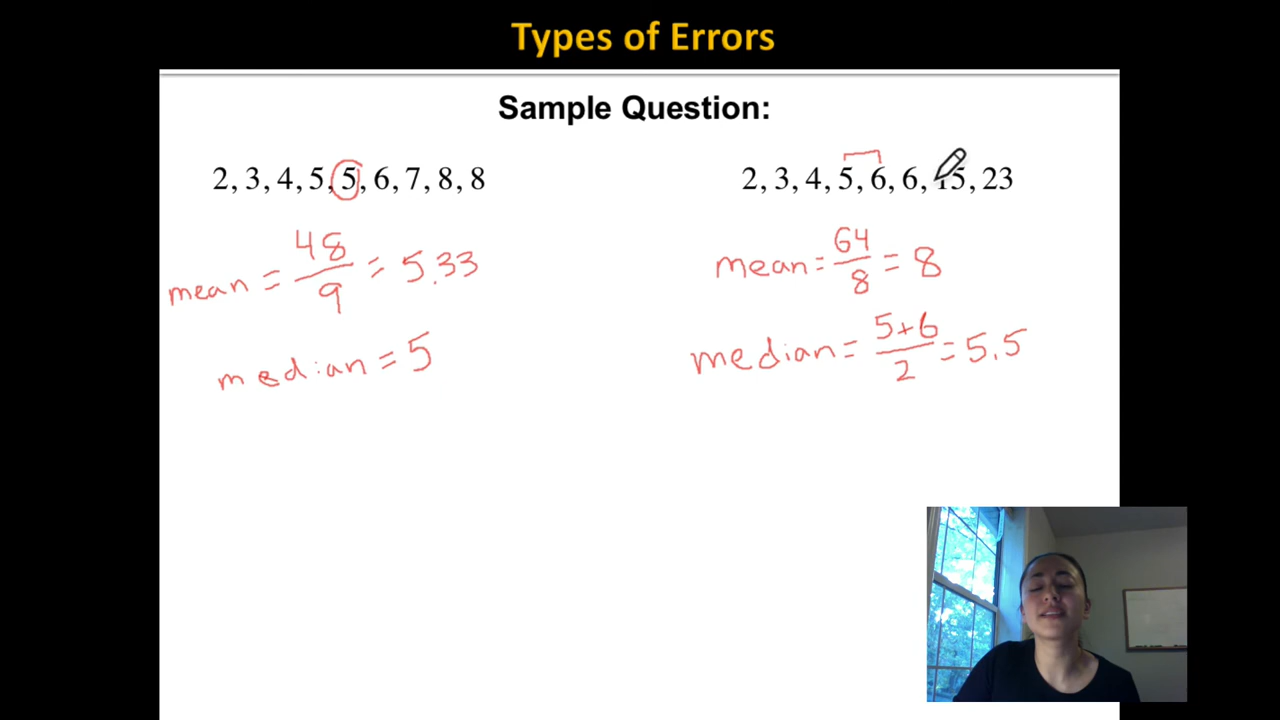 Types of Errors
Sample Question:
2, 3, 4, 5, 5, 6, 7, 8, 8
mean = 48/9 = 5.33
median = 5
2, 3, 4, 5, 6, 6, 15, 23
mean = 64/8 = 8
median = 5+6/2 = 5.5